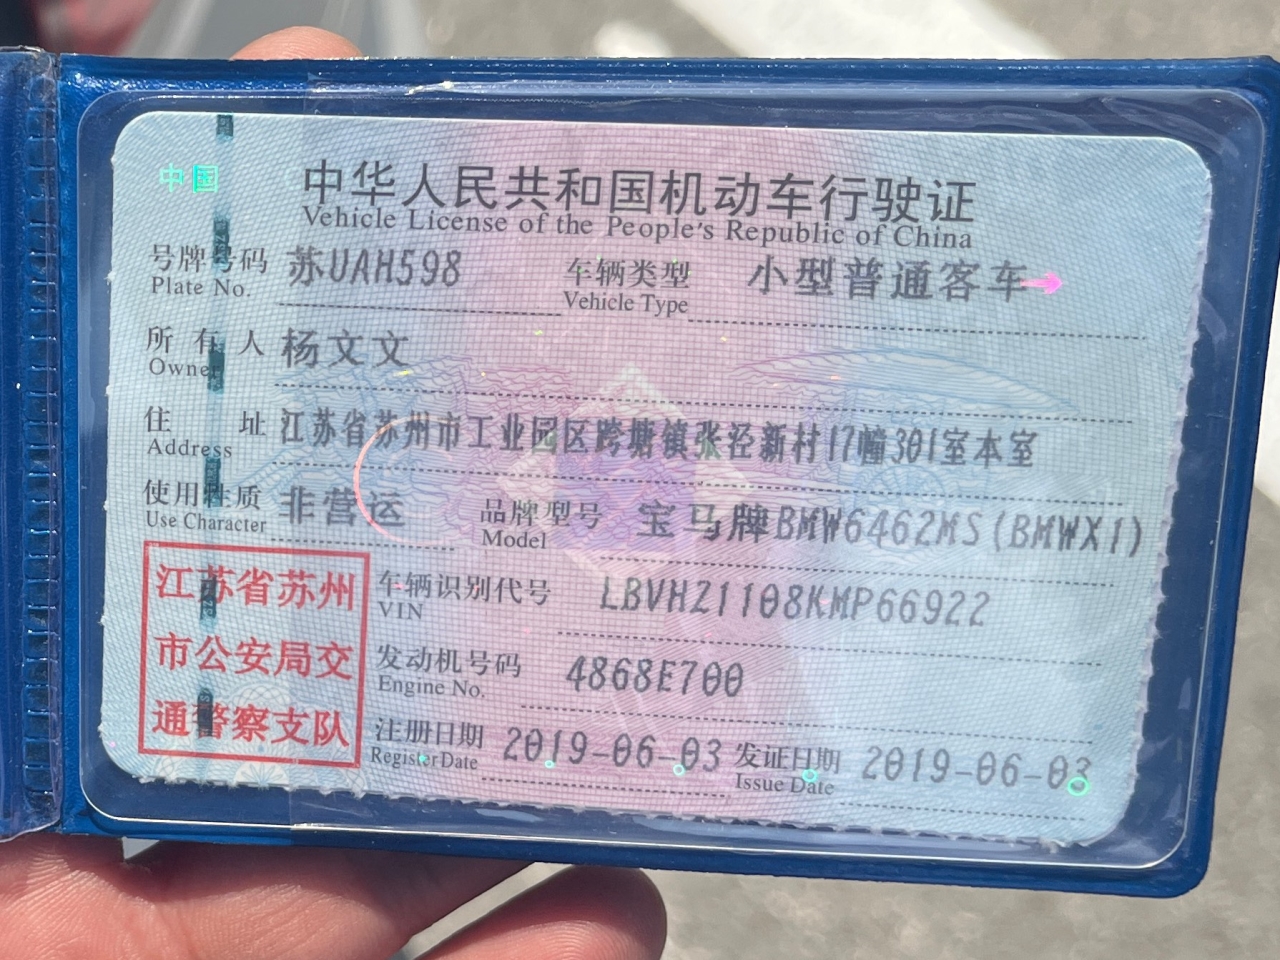 中国
中华人民共和国机动车行驶证
Vehicle License of the People's Republic of China
号牌号码 苏UAH598 车辆类型 小型普通客车
Plate No. Vehicle Type
所有人 杨文文
Owner
住址 江苏省苏州市工业园区跨塘镇张泾新村17幢301室本室
Address
使用性质 非营运 品牌型号 宝马牌BMW6462MS(BMWX1)
Use Character Model
江苏省苏州
市公安局交
通警察支队
车辆识别代号 LBVHZ1108KMP66922
VIN
发动机号码 4868E700
Engine No.
注册日期 2019-06-03 发证日期 2019-06-03
Register Date Issue Date